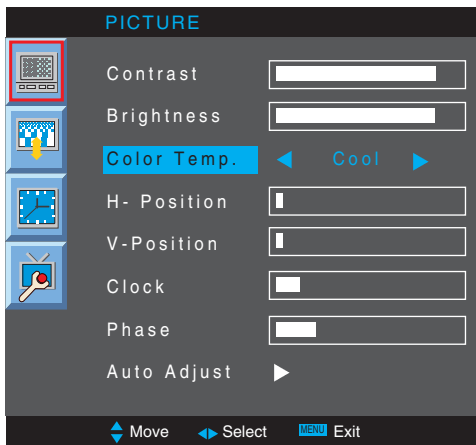 PICTURE
Contrast
Brightness
Color Temp. Cool
H- Position
V-Position
Clock
Phase
Auto Adjust
Move Select MENU Exit